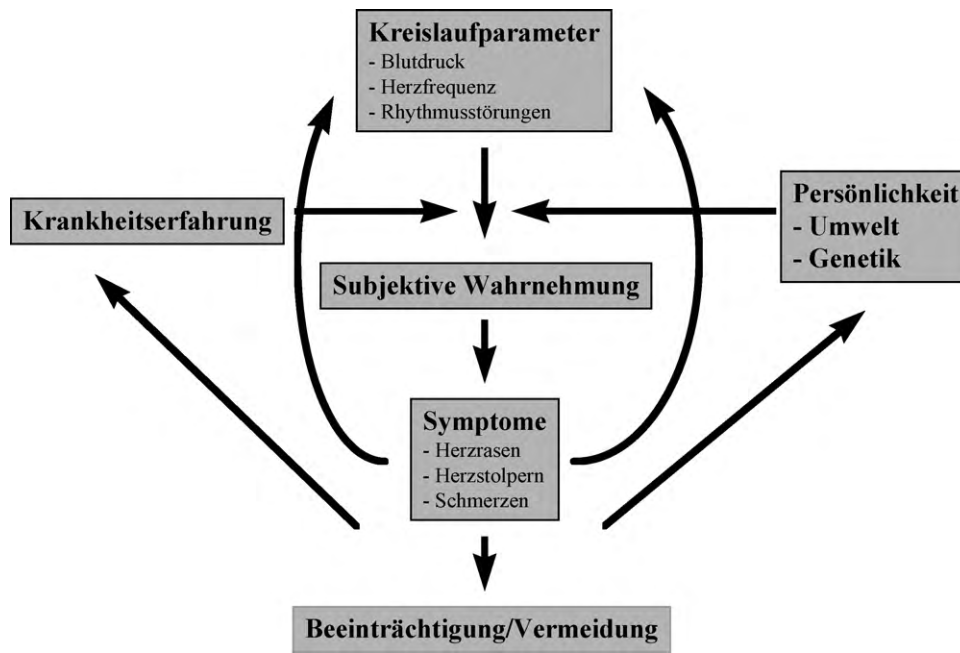 Kreislaufparameter
- Blutdruck
- Herzfrequenz
- Rhythmusstörungen
Krankheitserfahrung
Persönlichkeit
- Umwelt
- Genetik
Subjektive Wahrnehmung
Symptome
- Herzrasen
- Herzstolpern
- Schmerzen
Beeinträchtigung/Vermeidung